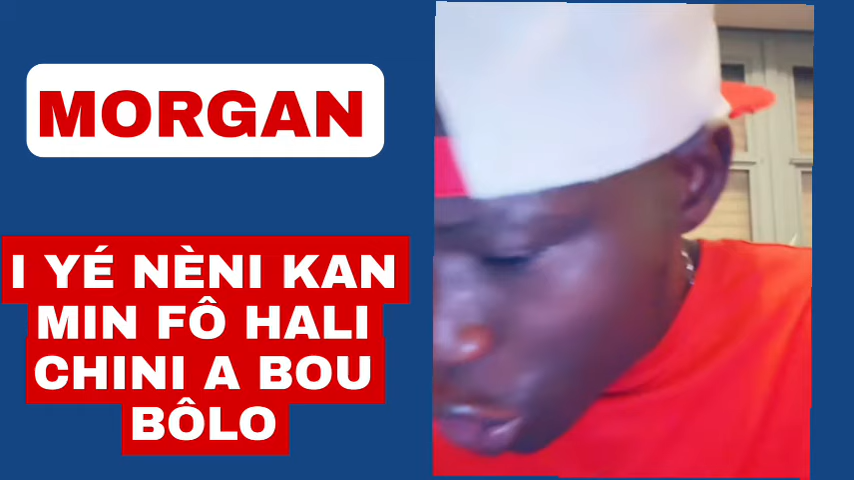 MORGAN
I YÉ NÈNI KAN
MIN FÔ HALI
CHINI A BOU
BÔLO